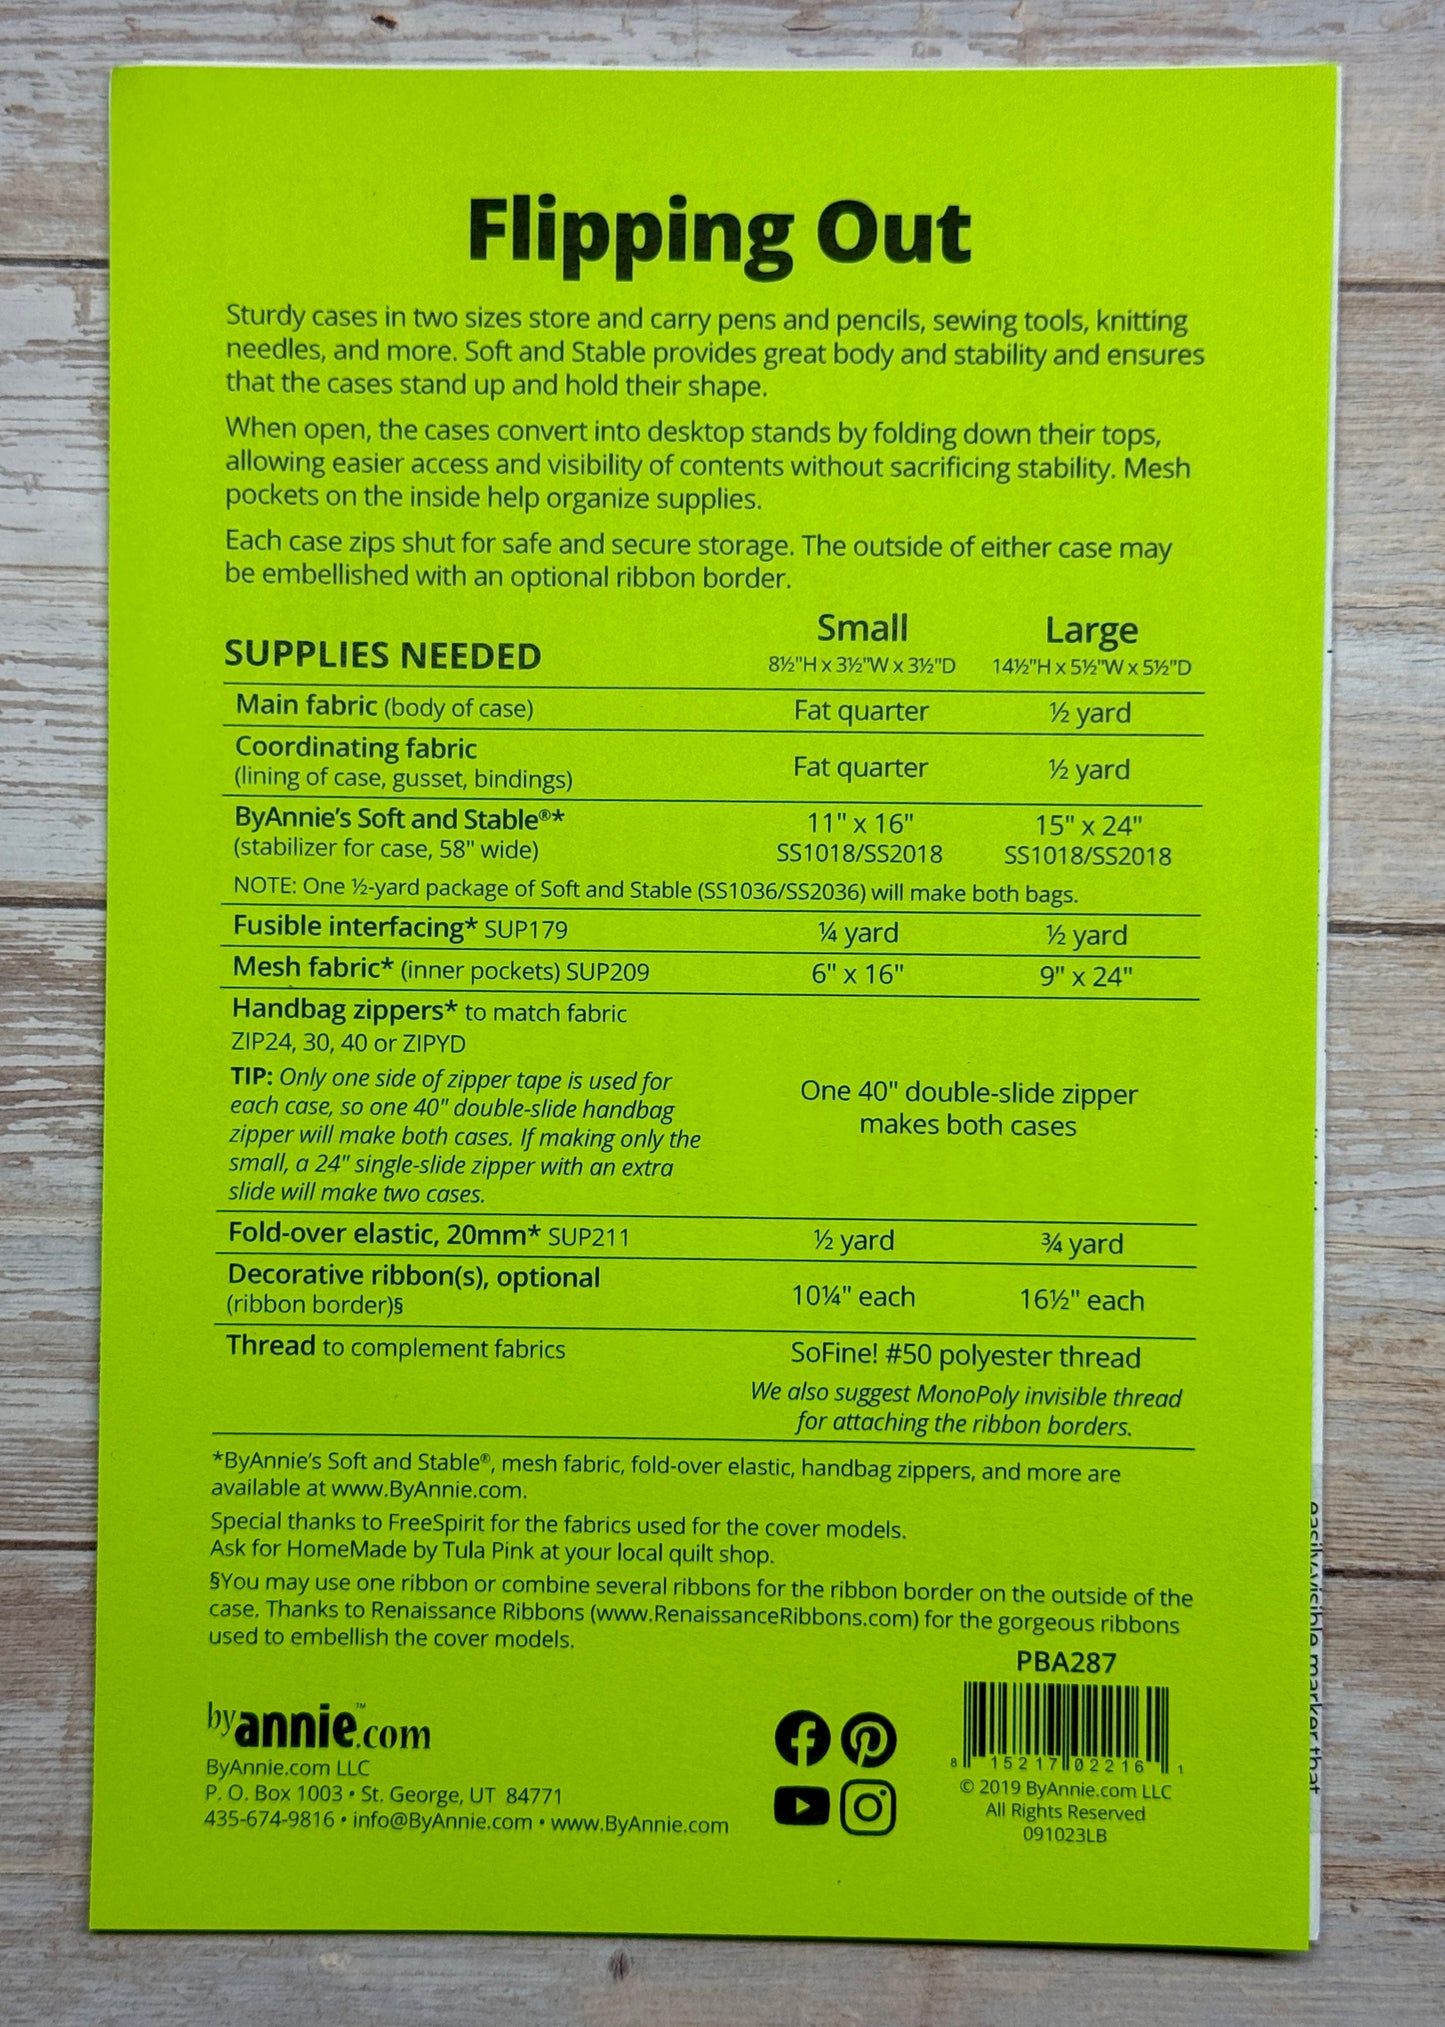 Flipping Out
Sturdy cases in two sizes store and carry pens and pencils, sewing tools, knitting
needles, and more. Soft and Stable provides great body and stability and ensures
that the cases stand up and hold their shape.
When open, the cases convert into desktop stands by folding down their tops,
allowing easier access and visibility of contents without sacrificing stability. Mesh
pockets on the inside help organize supplies.
Each case zips shut for safe and secure storage. The outside of either case may
be embellished with an optional ribbon border.
SUPPLIES NEEDED Small Large
8½"H x 3½"W x 3½"D 14½"H x 5½"W x 5½"D
Main fabric (body of case) Fat quarter ½ yard
Coordinating fabric
(lining of case, gusset, bindings) Fat quarter ½ yard
ByAnnie's Soft and Stable®* 11" x 16" 15" x 24"
(stabilizer for case, 58" wide) SS1018/SS2018 SS1018/SS2018
NOTE: One ½-yard package of Soft and Stable (SS1036/SS2036) will make both bags.
Fusible interfacing* SUP179 ¼ yard ½ yard
Mesh fabric* (inner pockets) SUP209 6" x 16" 9" x 24"
Handbag zippers* to match fabric
ZIP24, 30, 40 or ZIPYD
TIP: Only one side of zipper tape is used for
each case, so one 40" double-slide handbag
zipper will make both cases. If making only the
small, a 24" single-slide zipper with an extra
slide will make two cases.
One 40" double-slide zipper
makes both cases
Fold-over elastic, 20mm* SUP211 ½ yard ¾ yard
Decorative ribbon(s), optional
(ribbon border)§ 10¼" each 16½" each
Thread to complement fabrics SoFine! #50 polyester thread
We also suggest MonoPoly invisible thread
for attaching the ribbon borders.
*ByAnnie's Soft and Stable®, mesh fabric, fold-over elastic, handbag zippers, and more are
available at www.ByAnnie.com.
Special thanks to FreeSpirit for the fabrics used for the cover models.
Ask for HomeMade by Tula Pink at your local quilt shop.
§You may use one ribbon or combine several ribbons for the ribbon border on the outside of the
case. Thanks to Renaissance Ribbons (www.RenaissanceRibbons.com) for the gorgeous ribbons
used to embellish the cover models.
byannie.com™
ByAnnie.com LLC
P. O. Box 1003 • St. George, UT 84771
435-674-9816 • info@ByAnnie.com • www.ByAnnie.com
PBA287
8 15217 02216 1
© 2019 ByAnnie.com LLC
All Rights Reserved
091023LB
easily visible marker that